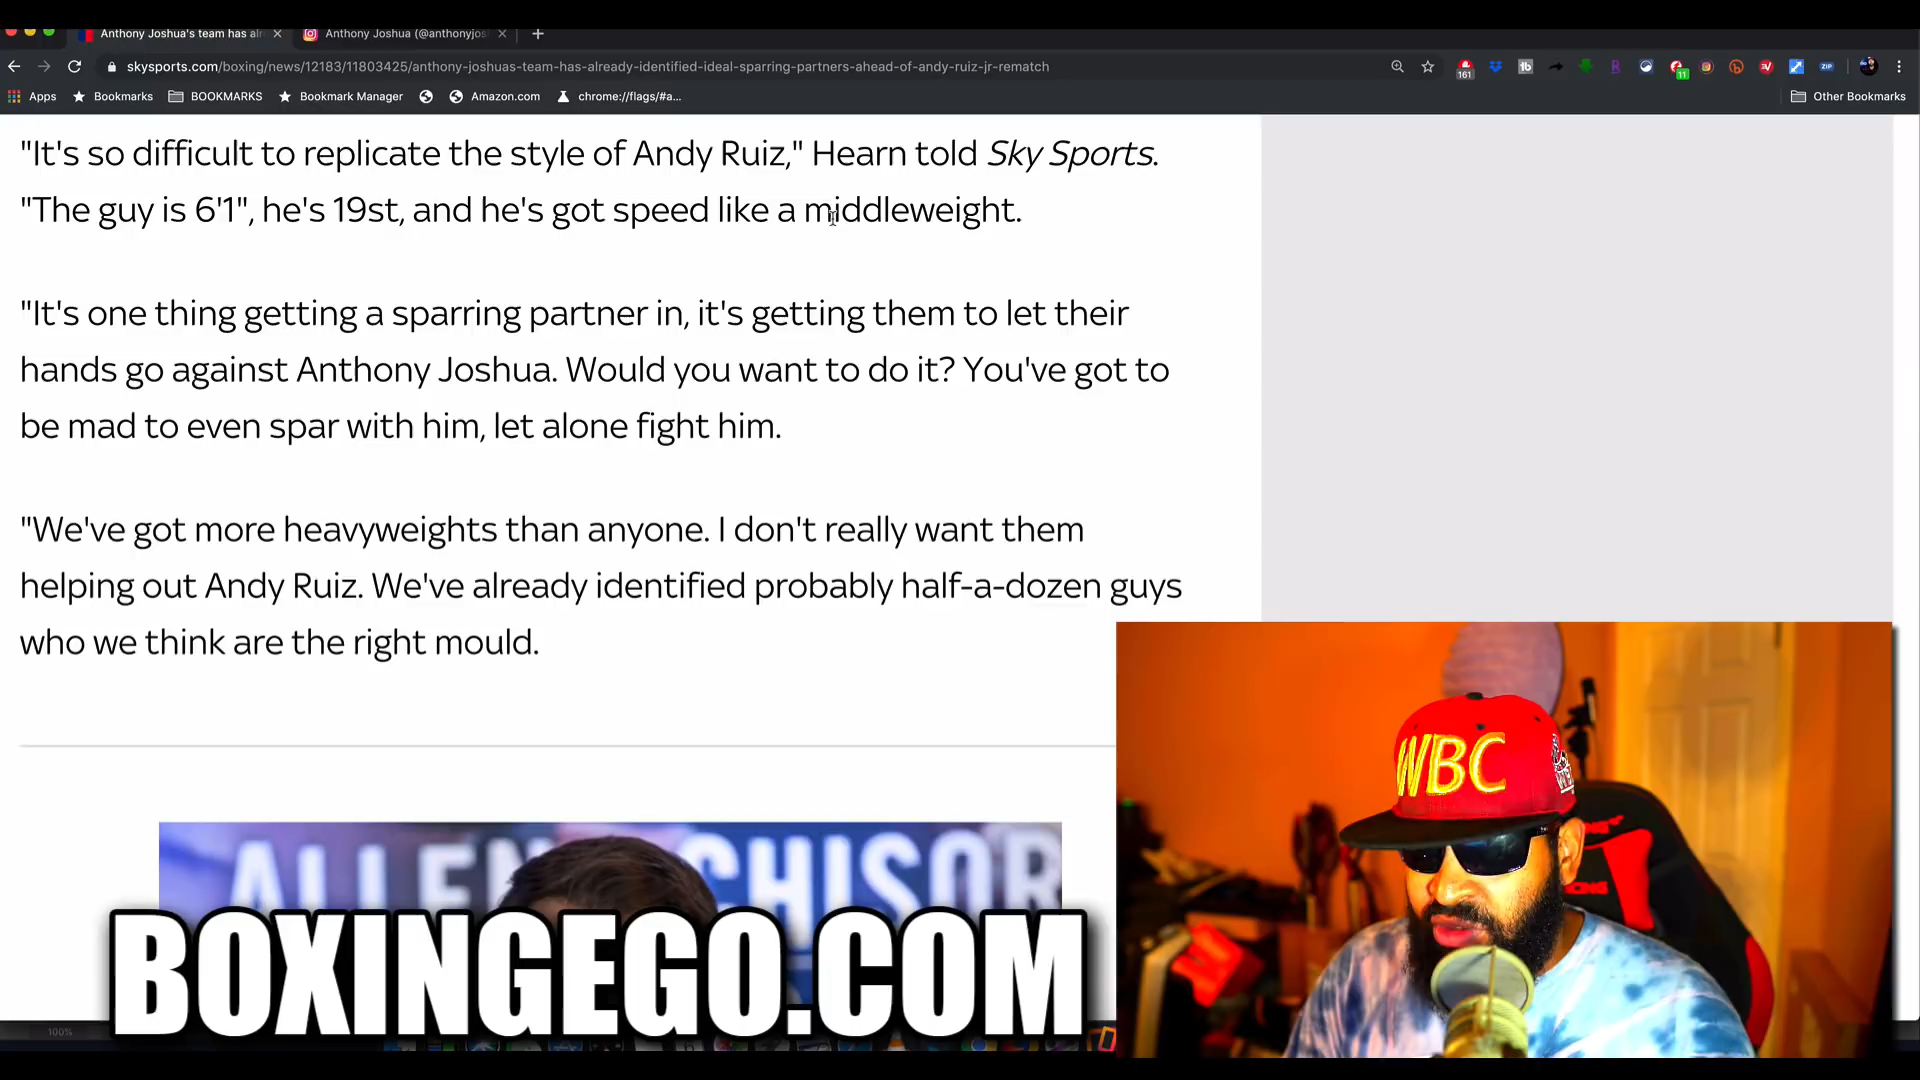 Anthony Joshua's team has al
Anthony Joshua (@anthonyjos
skysports.com/boxing/news/12183/11803425/anthony-joshuas-team-has-already-identified-ideal-sparring-partners-ahead-of-andy-ruiz-jr-rematch
161
11
ZIP
Apps
Bookmarks
BOOKMARKS
Bookmark Manager
Amazon.com
chrome://flags/#a...
Other Bookmarks
"It's so difficult to replicate the style of Andy Ruiz," Hearn told Sky Sports.
"The guy is 6'1", he's 19st, and he's got speed like a middleweight.
"It's one thing getting a sparring partner in, it's getting them to let their
hands go against Anthony Joshua. Would you want to do it? You've got to
be mad to even spar with him, let alone fight him.
"We've got more heavyweights than anyone. I don't really want them
helping out Andy Ruiz. We've already identified probably half-a-dozen guys
who we think are the right mould.
WBC
BOXINGEGO.COM
100%